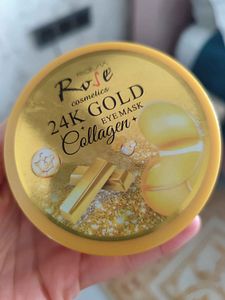 Rose
cosmetics
24K GOLD
EYE MASK
Collagen